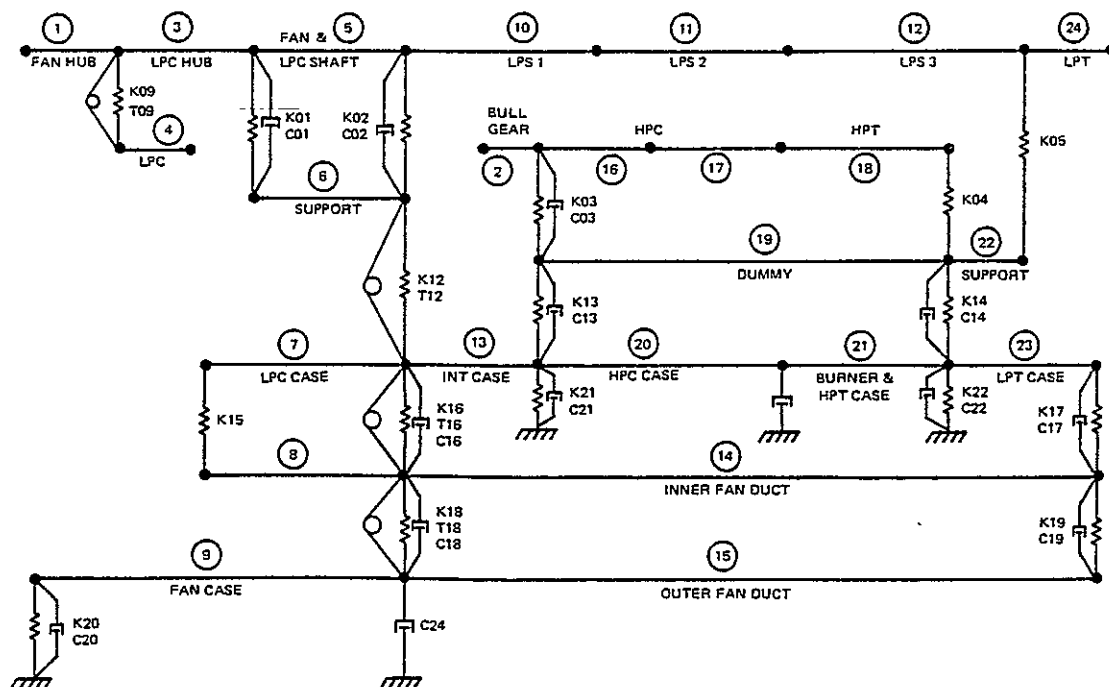 1 3 FAN & 5 10 11 12 24
FAN HUB LPC HUB LPC SHAFT LPS 1 LPS 2 LPS 3 LPT
K09
T09
4
LPC
K01
C01
K02
C02
6
SUPPORT
BULL
GEAR
HPC HPT
2 16 17 18
K05
K03
C03
K04
19
DUMMY
22
SUPPORT
K12
T12
K13
C13
K14
C14
7
LPC CASE
13
INT CASE
20
HPC CASE
21
BURNER &
HPT CASE
23
LPT CASE
K15
K16
T16
C16
K21
C21
K22
C22
K17
C17
8
14
INNER FAN DUCT
K18
T18
C18
K19
C19
9
FAN CASE
15
OUTER FAN DUCT
K20
C20
C24